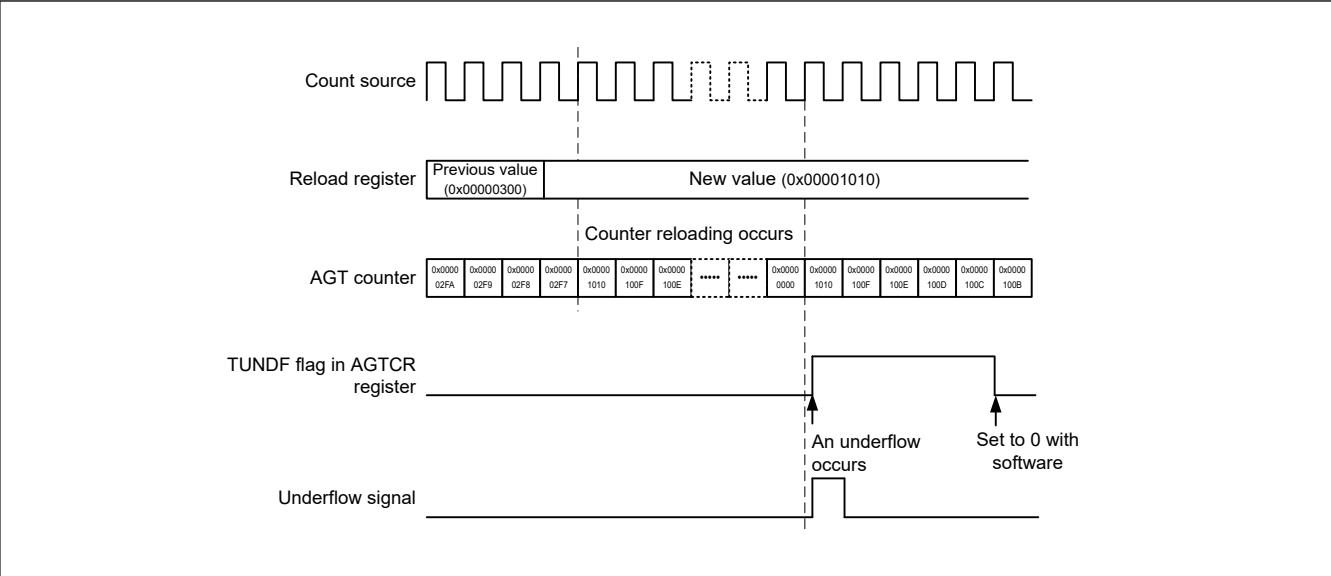 Count source
Reload register
Previous value
(0x00000300)
New value (0x00001010)
Counter reloading occurs
AGT counter
0x0000 0x0000 0x0000 0x0000 0x0000 0x0000 0x0000 ••••• ••••• 0x0000 0x0000 0x0000 0x0000 0x0000 0x0000 0x0000
02FA 02F9 02F8 02F7 1010 100F 100E 0000 1010 100F 100E 100D 100C 100B
TUNDF flag in AGTCR
register
An underflow
occurs
Set to 0 with
software
Underflow signal